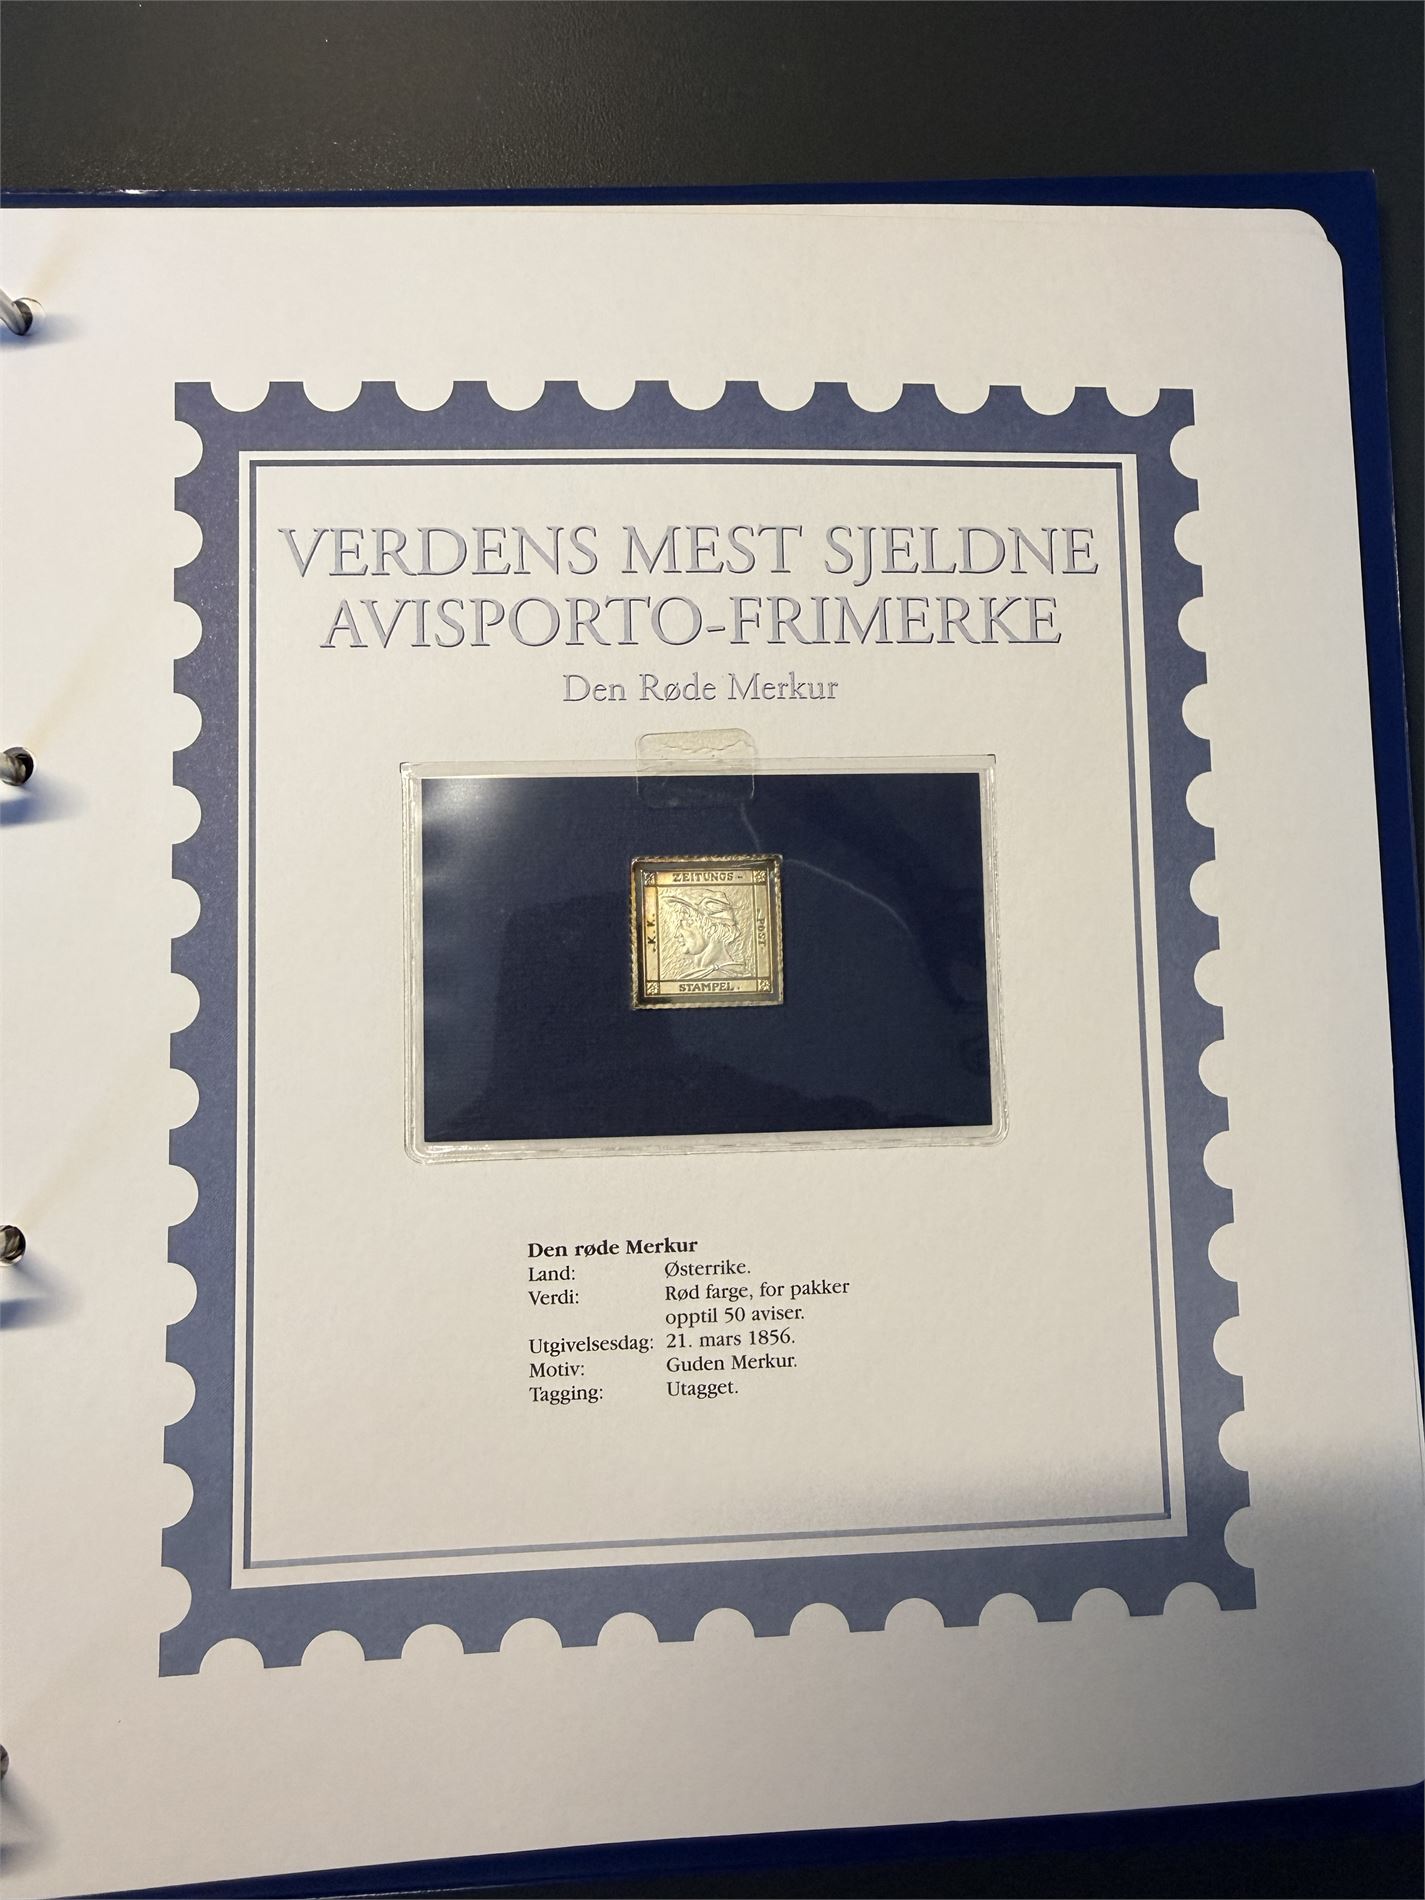 VERDENS MEST SJELDNE
AVISPORTO-FRIMERKE
Den Røde Merkur
ZEITUNGS-
K.K.
POST-
STAMPEL.
Den røde Merkur
Land: Østerrike.
Verdi: Rød farge, for pakker
opptil 50 aviser.
Utgivelsesdag: 21. mars 1856.
Motiv: Guden Merkur.
Tagging: Utagget.